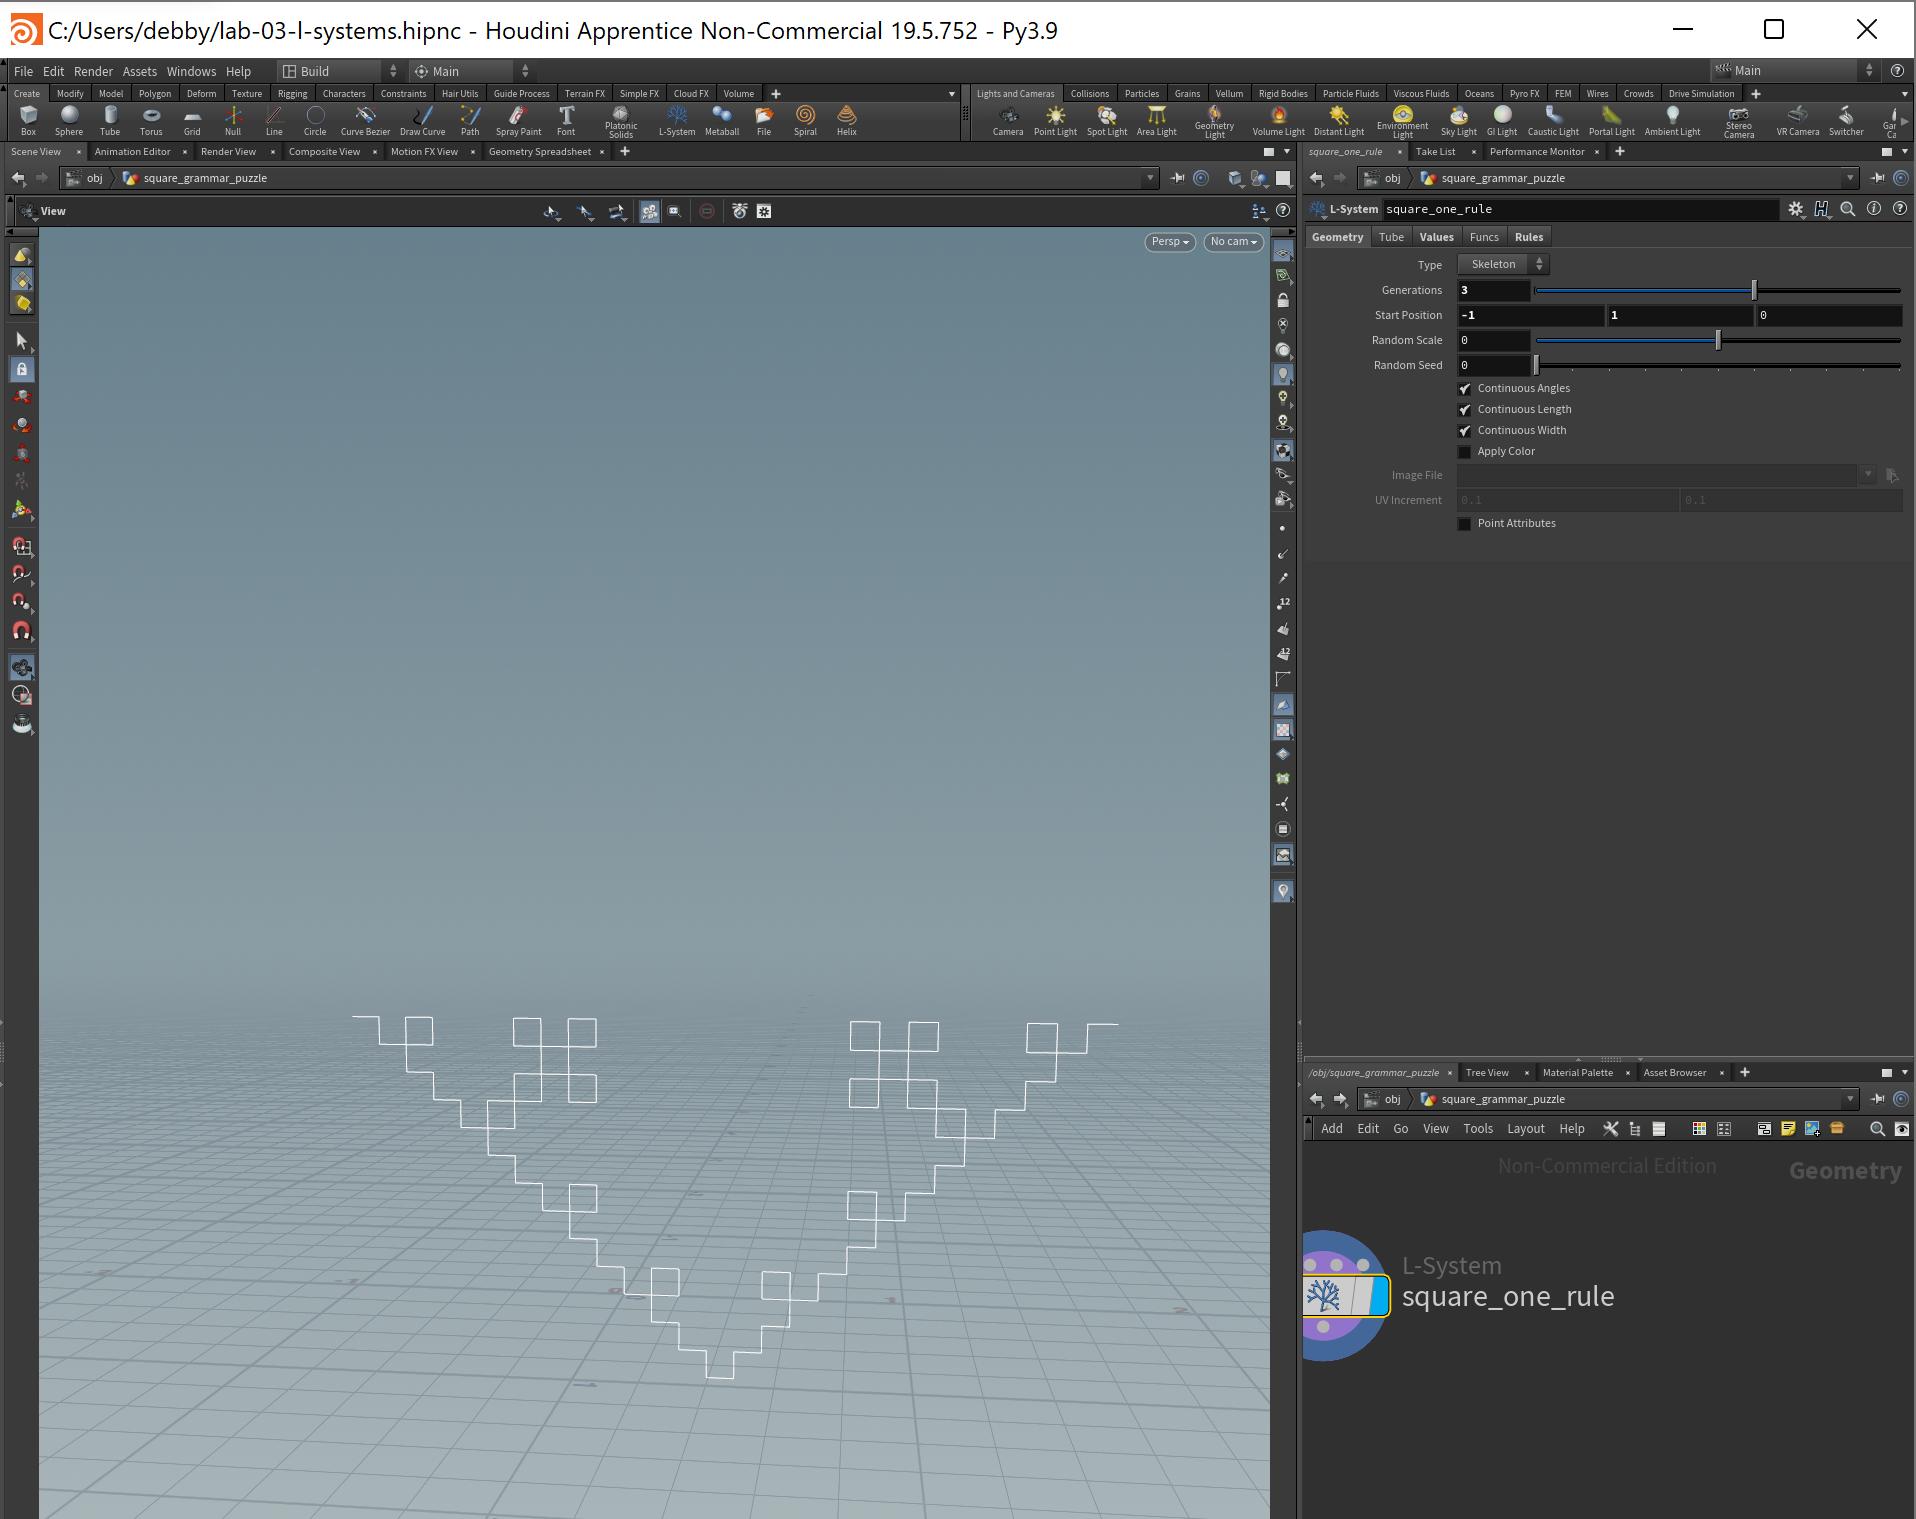 C:/Users/debby/lab-03-l-systems.hipnc - Houdini Apprentice Non-Commercial 19.5.752 - Py3.9
File Edit Render Assets Windows Help Build Main Main
Create Modify Model Polygon Deform Texture Rigging Characters Constraints Hair Utils Guide Process Terrain FX Simple FX Cloud FX Volume
Lights and Cameras Collisions Particles Grains Vellum Rigid Bodies Particle Fluids Viscous Fluids Oceans Pyro FX FEM Wires Crowds Drive Simulation
Box Sphere Tube Torus Grid Null Line Circle Curve Bezier Draw Curve Path Spray Paint Font Platonic Solids L-System Metaball File Spiral Helix
Camera Point Light Spot Light Area Light Geometry Light Volume Light Distant Light Environment Light Sky Light GI Light Caustic Light Portal Light Ambient Light Stereo Camera VR Camera Switcher Gar Ca
Scene View Animation Editor Render View Composite View Motion FX View Geometry Spreadsheet
square_one_rule Take List Performance Monitor
obj square_grammar_puzzle
obj square_grammar_puzzle
View
L-System square_one_rule
Persp No cam
Geometry Tube Values Funcs Rules
Type Skeleton
Generations 3
Start Position -1 1 0
Random Scale 0
Random Seed 0
Continuous Angles
Continuous Length
Continuous Width
Apply Color
Image File
UV Increment 0.1 0.1
Point Attributes
12
12
/obj/square_grammar_puzzle Tree View Material Palette Asset Browser
obj square_grammar_puzzle
Add Edit Go View Tools Layout Help
Non-Commercial Edition Geometry
L-System
square_one_rule